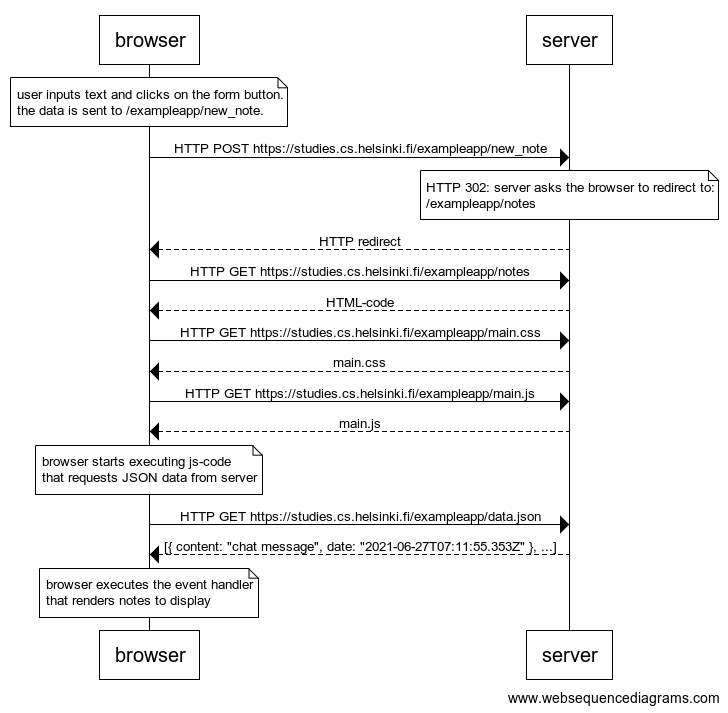 browser
server
user inputs text and clicks on the form button.
the data is sent to /exampleapp/new_note.
HTTP POST https://studies.cs.helsinki.fi/exampleapp/new_note
HTTP 302: server asks the browser to redirect to:
/exampleapp/notes
HTTP redirect
HTTP GET https://studies.cs.helsinki.fi/exampleapp/notes
HTML-code
HTTP GET https://studies.cs.helsinki.fi/exampleapp/main.css
main.css
HTTP GET https://studies.cs.helsinki.fi/exampleapp/main.js
main.js
browser starts executing js-code
that requests JSON data from server
HTTP GET https://studies.cs.helsinki.fi/exampleapp/data.json
[{ content: "chat message", date: "2021-06-27T07:11:55.353Z" }, ...]
browser executes the event handler
that renders notes to display
browser
server
www.websequencediagrams.com